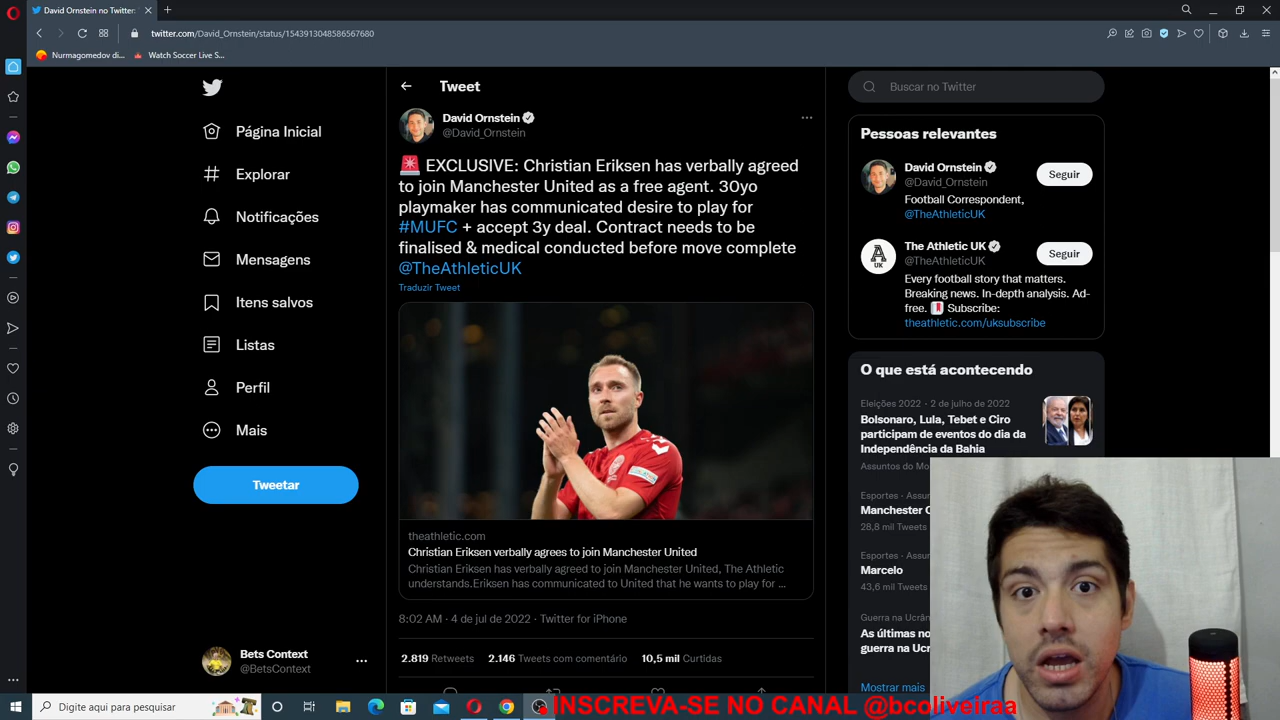 David Ornstein no Twitter:
twitter.com/David_Ornstein/status/1543913048586567680
Nurmagomedov di...
Watch Soccer Live S...
Página Inicial
Explorar
Notificações
Mensagens
Itens salvos
Listas
Perfil
Mais
Tweetar
Bets Context
@BetsContext
Tweet
David Ornstein
@David_Ornstein
🚨 EXCLUSIVE: Christian Eriksen has verbally agreed
to join Manchester United as a free agent. 30yo
playmaker has communicated desire to play for
#MUFC + accept 3y deal. Contract needs to be
finalised & medical conducted before move complete
@TheAthleticUK
Traduzir Tweet
theathletic.com
Christian Eriksen verbally agrees to join Manchester United
Christian Eriksen has verbally agreed to join Manchester United, The Athletic
understands.Eriksen has communicated to United that he wants to play for ...
8:02 AM · 4 de jul de 2022 · Twitter for iPhone
2.819 Retweets 2.146 Tweets com comentário 10,5 mil Curtidas
Buscar no Twitter
Pessoas relevantes
David Ornstein
@David_Ornstein
Seguir
Football Correspondent,
@TheAthleticUK
The Athletic UK
@TheAthleticUK
Seguir
Every football story that matters.
Breaking news. In-depth analysis. Ad-
free. Subscribe:
theathletic.com/uksubscribe
O que está acontecendo
Eleições 2022 · 2 de julho de 2022
Bolsonaro, Lula, Tebet e Ciro
participam de eventos do dia da
Independência da Bahia
Assuntos do Mo
Esportes · Assu
Manchester C
28,8 mil Tweets
Esportes · Assu
Marcelo
43,6 mil Tweets
Guerra na Ucrâ
As últimas no
guerra na Ucr
Mostrar mais
A
UK
Digite aqui para pesquisar
INSCREVA-SE NO CANAL @bcoliveiraa